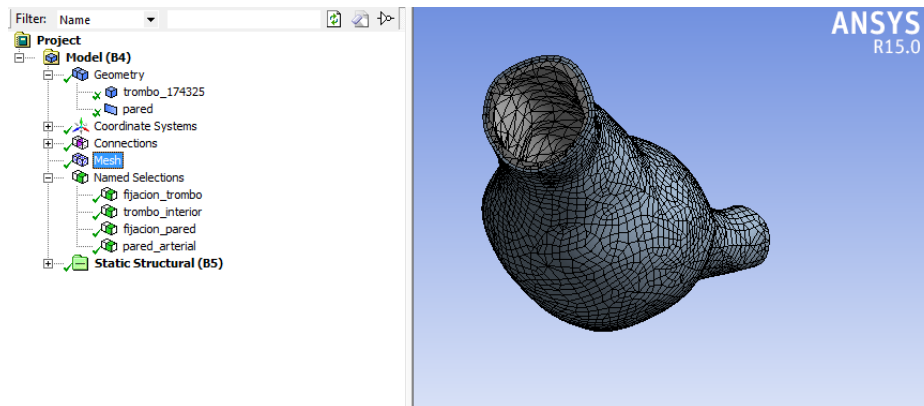 Filter: Name
Project
Model (B4)
Geometry
trombo_174325
pared
Coordinate Systems
Connections
Mesh
Named Selections
fijacion_trombo
trombo_interior
fijacion_pared
pared_arterial
Static Structural (B5)
ANSYS
R15.0